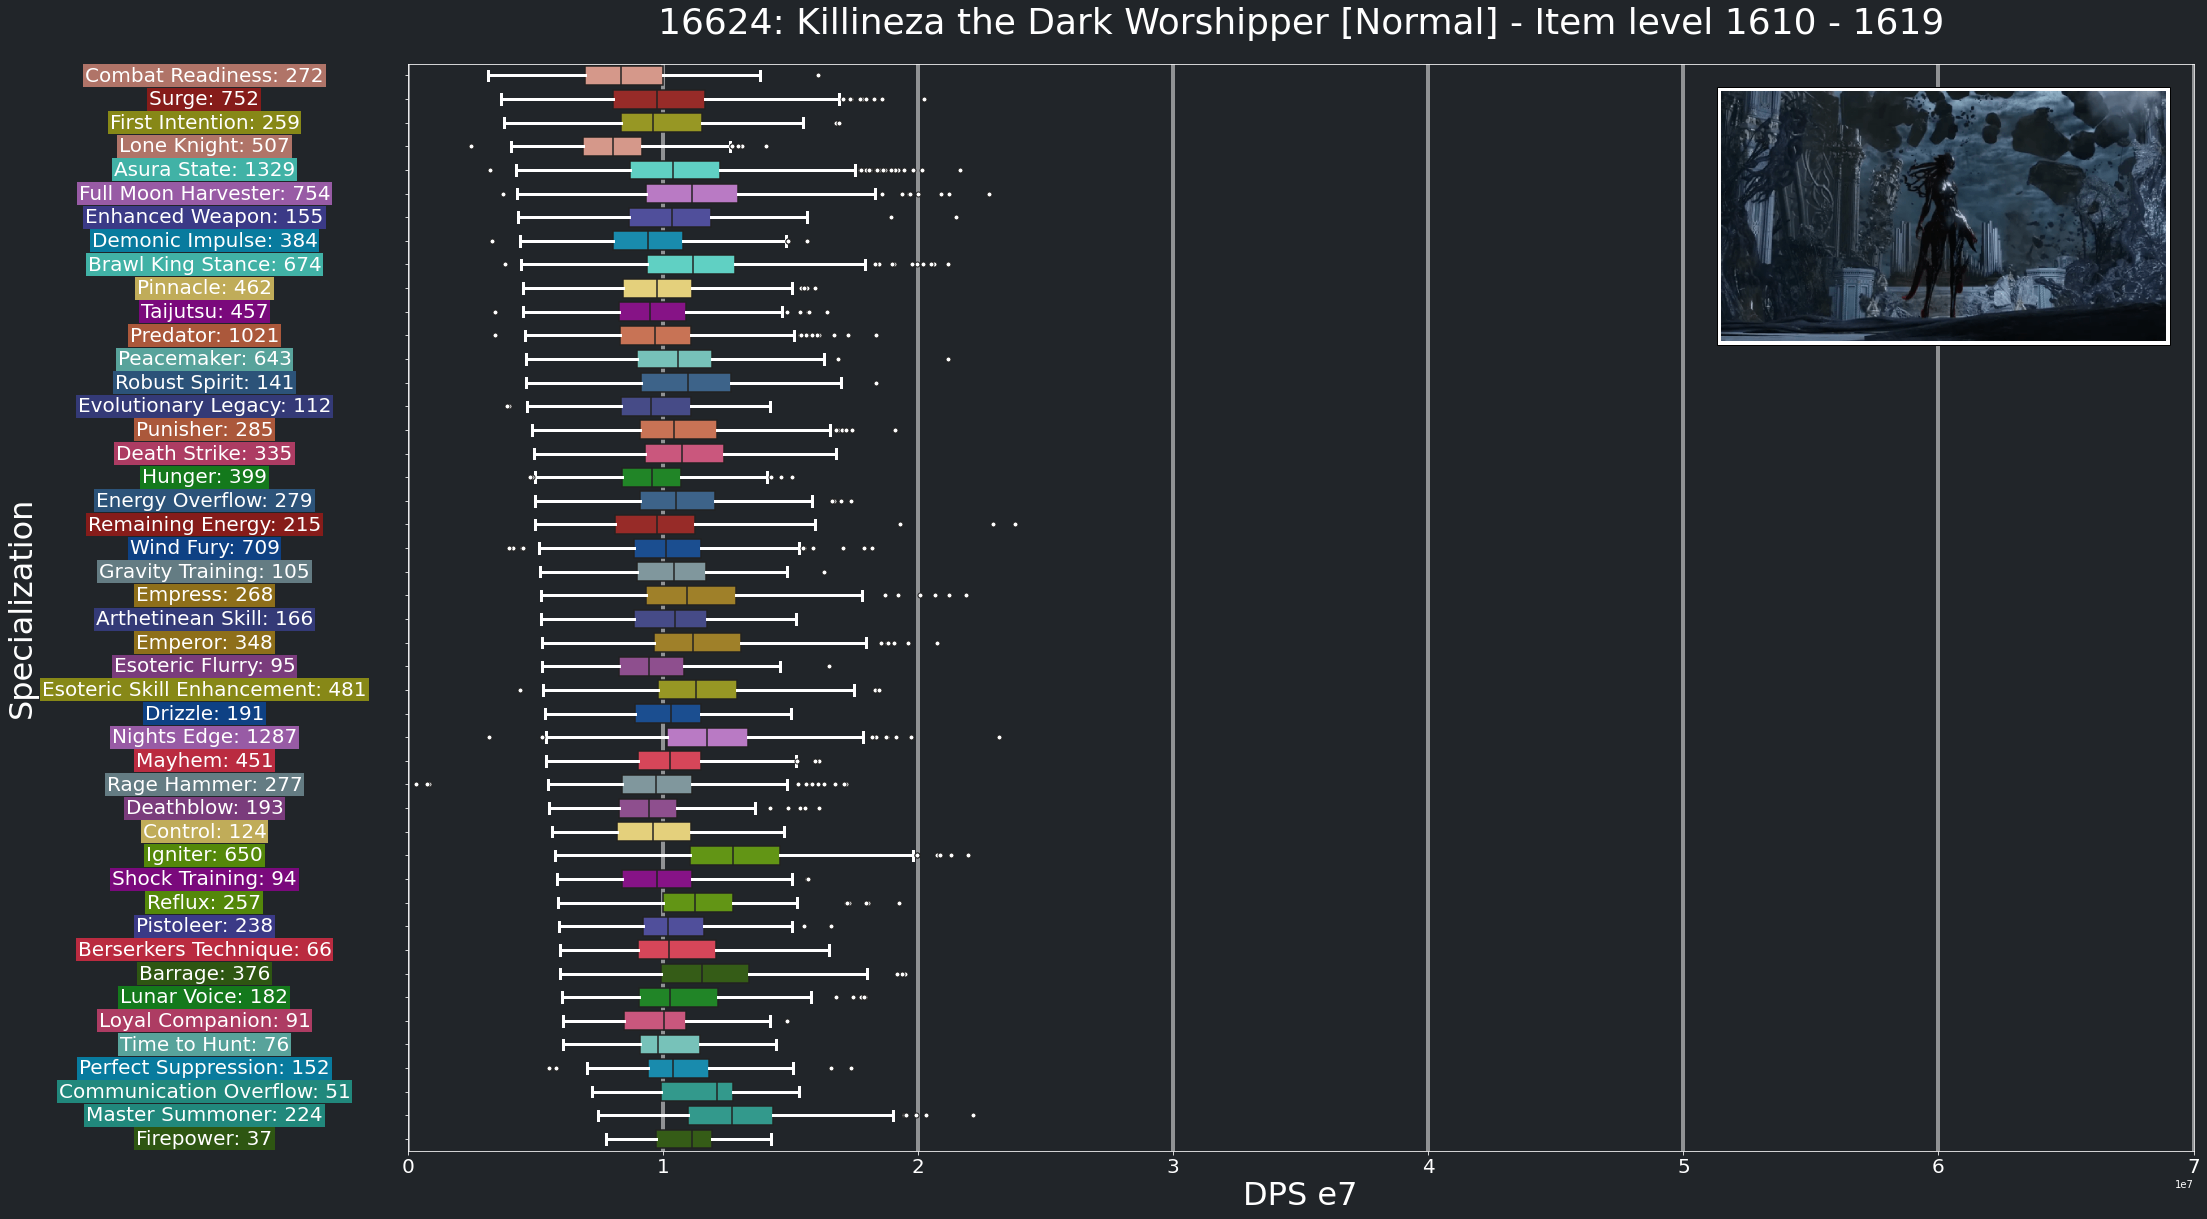 16624: Killineza the Dark Worshipper [Normal] - Item level 1610 - 1619
Specialization
Combat Readiness: 272
Surge: 752
First Intention: 259
Lone Knight: 507
Asura State: 1329
Full Moon Harvester: 754
Enhanced Weapon: 155
Demonic Impulse: 384
Brawl King Stance: 674
Pinnacle: 462
Taijutsu: 457
Predator: 1021
Peacemaker: 643
Robust Spirit: 141
Evolutionary Legacy: 112
Punisher: 285
Death Strike: 335
Hunger: 399
Energy Overflow: 279
Remaining Energy: 215
Wind Fury: 709
Gravity Training: 105
Empress: 268
Arthetinean Skill: 166
Emperor: 348
Esoteric Flurry: 95
Esoteric Skill Enhancement: 481
Drizzle: 191
Nights Edge: 1287
Mayhem: 451
Rage Hammer: 277
Deathblow: 193
Control: 124
Igniter: 650
Shock Training: 94
Reflux: 257
Pistoleer: 238
Berserkers Technique: 66
Barrage: 376
Lunar Voice: 182
Loyal Companion: 91
Time to Hunt: 76
Perfect Suppression: 152
Communication Overflow: 51
Master Summoner: 224
Firepower: 37
0 1 2 3 4 5 6 7
1e7
DPS e7